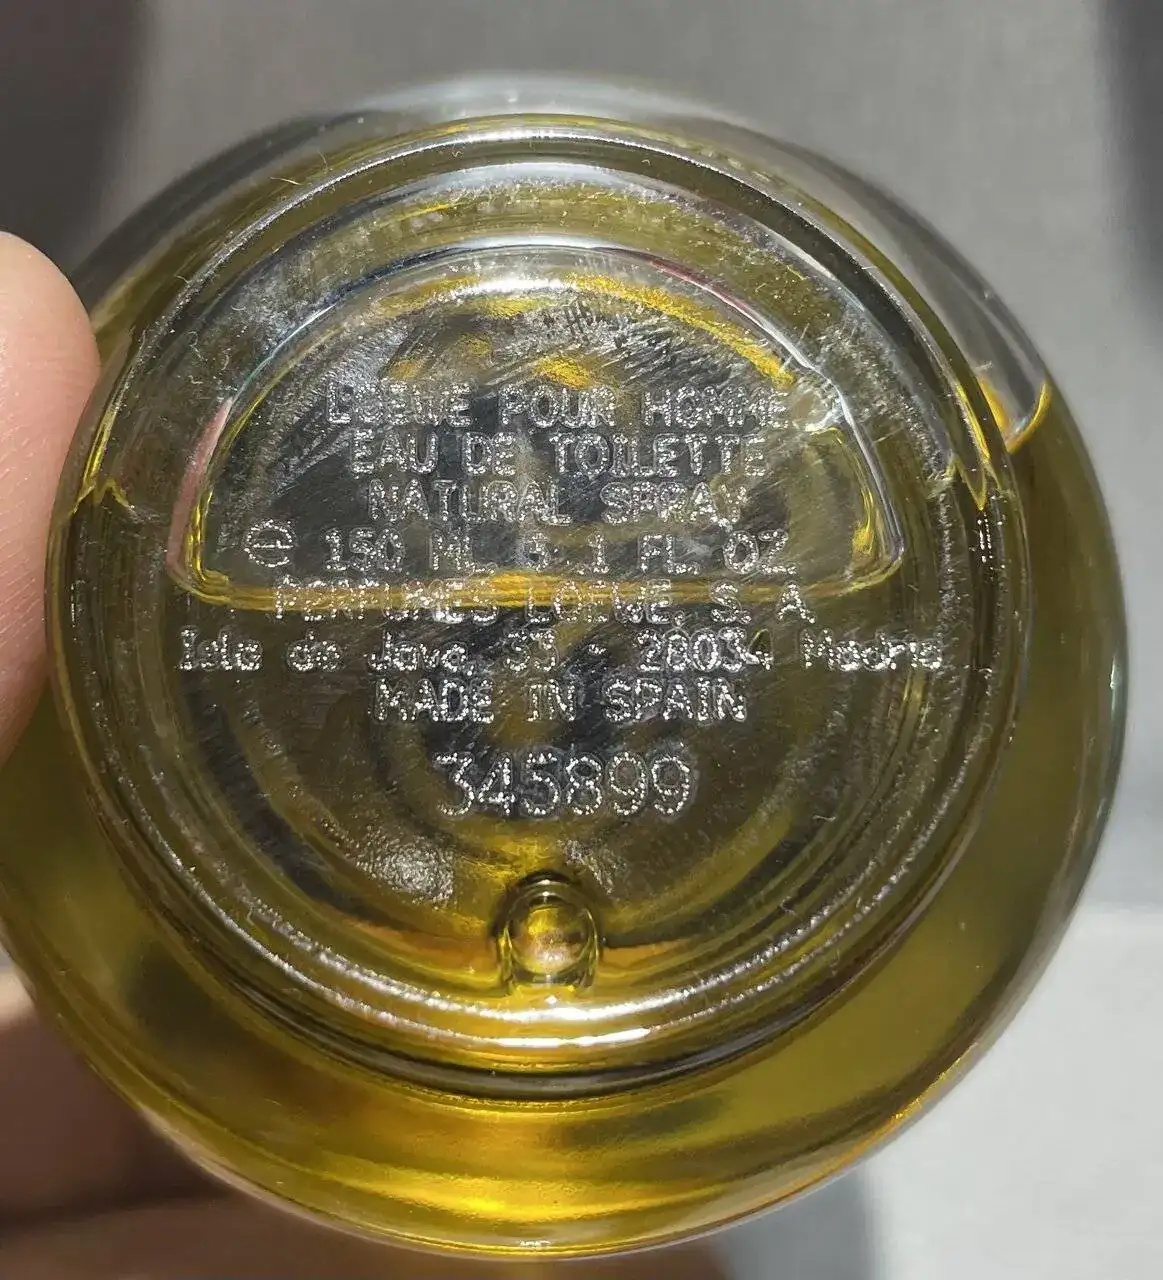 LOEWE POUR HOMME
EAU DE TOILETTE
NATURAL SPRAY
℮ 150 ML 5.1 FL. OZ.
PERFUMES LOEWE, S. A.
Isla de Java, 33 - 28034 Madrid
MADE IN SPAIN
345899